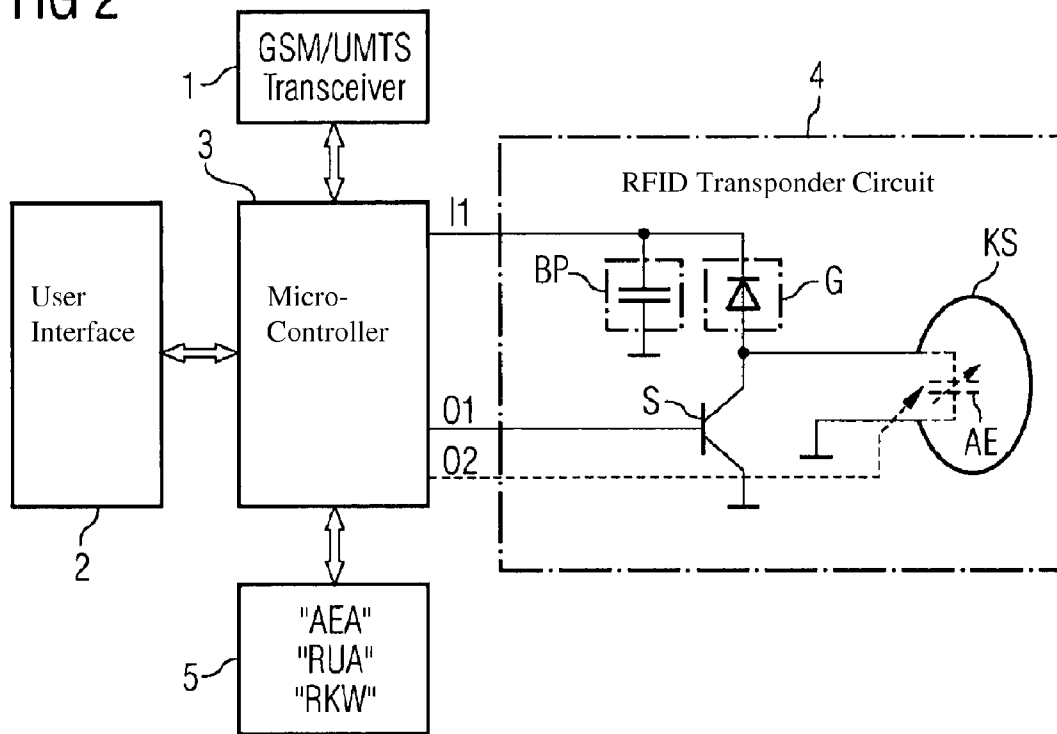 FIG 2
GSM/UMTS
Transceiver
1
4
3
RFID Transponder Circuit
I1
KS
BP
G
User
Interface
Micro-
Controller
S
O1
AE
O2
2
"AEA"
"RUA"
"RKW"
5